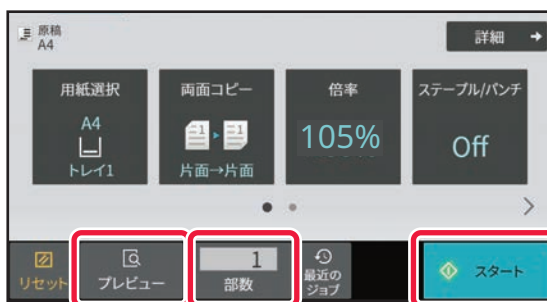 原稿
A4
詳細
用紙選択
A4
トレイ1
両面コピー
1 1
片面→片面
倍率
105%
ステープル/パンチ
Off
リセット
プレビュー
1
部数
最近の
ジョブ
スタート